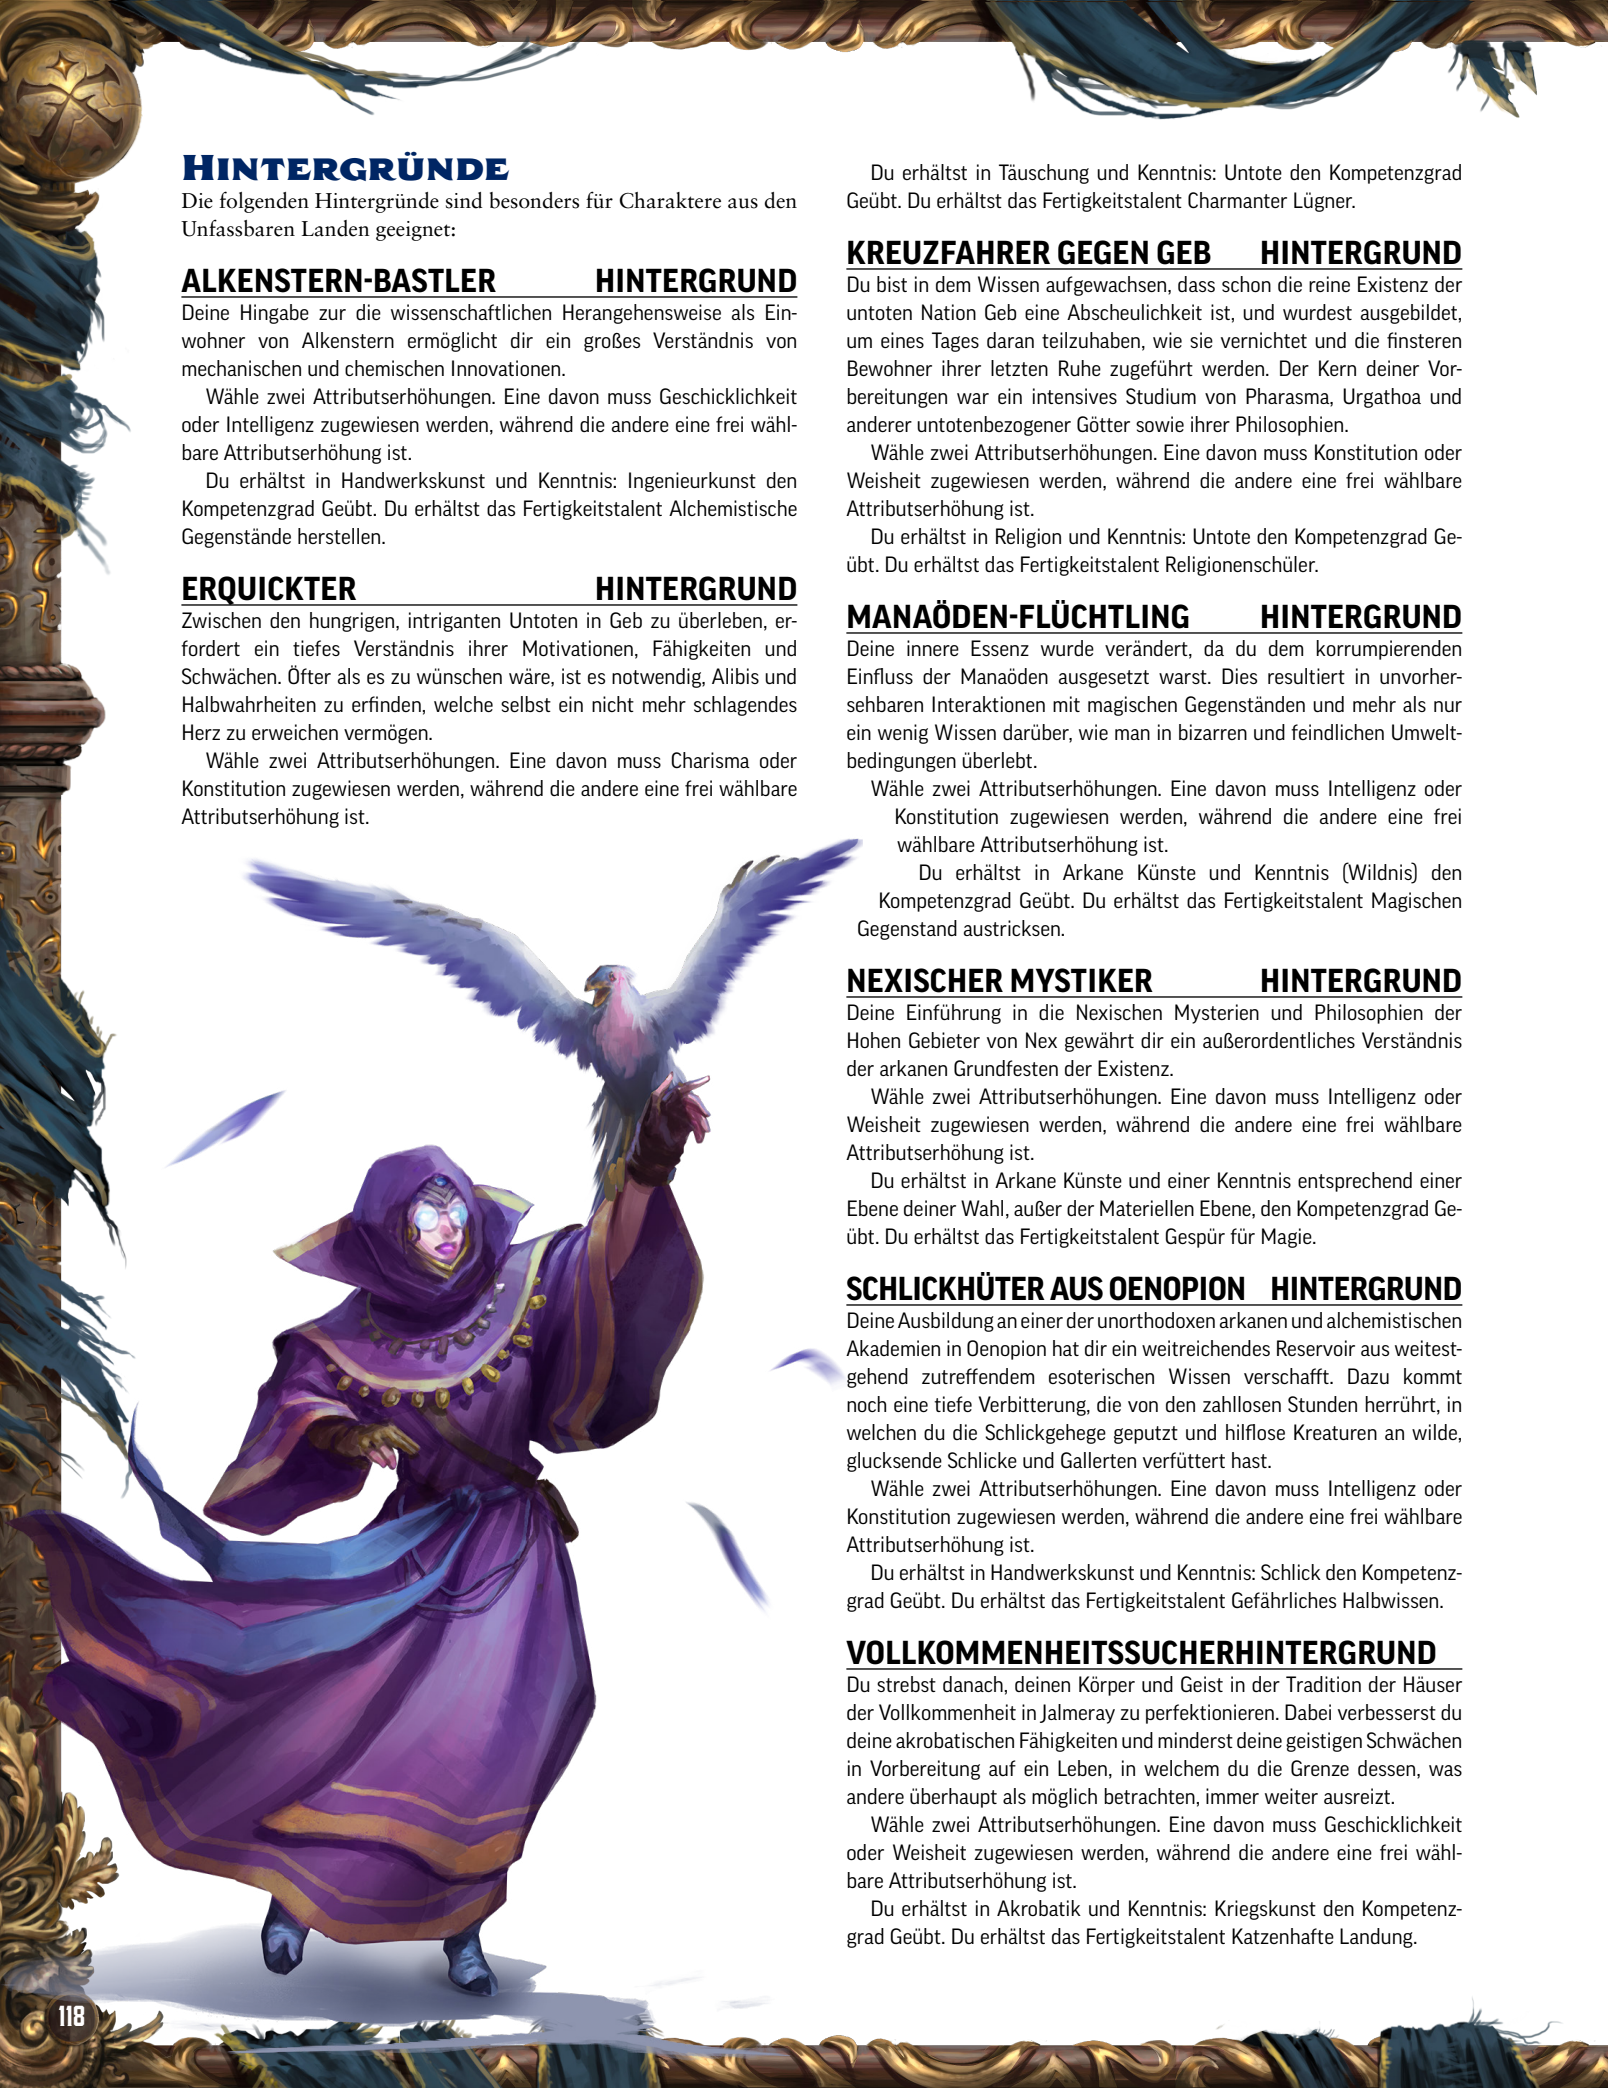 Hintergründe
Die folgenden Hintergründe sind besonders für Charaktere aus den
Unfassbaren Landen geeignet:
ALKENSTERN-BASTLER HINTERGRUND
Deine Hingabe zur die wissenschaftlichen Herangehensweise als Ein-
wohner von Alkenstern ermöglicht dir ein großes Verständnis von
mechanischen und chemischen Innovationen.
Wähle zwei Attributserhöhungen. Eine davon muss Geschicklichkeit
oder Intelligenz zugewiesen werden, während die andere eine frei wähl-
bare Attributserhöhung ist.
Du erhältst in Handwerkskunst und Kenntnis: Ingenieurkunst den
Kompetenzgrad Geübt. Du erhältst das Fertigkeitstalent Alchemistische
Gegenstände herstellen.
ERQUICKTER HINTERGRUND
Zwischen den hungrigen, intriganten Untoten in Geb zu überleben, er-
fordert ein tiefes Verständnis ihrer Motivationen, Fähigkeiten und
Schwächen. Öfter als es zu wünschen wäre, ist es notwendig, Alibis und
Halbwahrheiten zu erfinden, welche selbst ein nicht mehr schlagendes
Herz zu erweichen vermögen.
Wähle zwei Attributserhöhungen. Eine davon muss Charisma oder
Konstitution zugewiesen werden, während die andere eine frei wählbare
Attributserhöhung ist.
Du erhältst in Täuschung und Kenntnis: Untote den Kompetenzgrad
Geübt. Du erhältst das Fertigkeitstalent Charmanter Lügner.
KREUZFAHRER GEGEN GEB HINTERGRUND
Du bist in dem Wissen aufgewachsen, dass schon die reine Existenz der
untoten Nation Geb eine Abscheulichkeit ist, und wurdest ausgebildet,
um eines Tages daran teilzuhaben, wie sie vernichtet und die finsteren
Bewohner ihrer letzten Ruhe zugeführt werden. Der Kern deiner Vor-
bereitungen war ein intensives Studium von Pharasma, Urgathoa und
anderer untotenbezogener Götter sowie ihrer Philosophien.
Wähle zwei Attributserhöhungen. Eine davon muss Konstitution oder
Weisheit zugewiesen werden, während die andere eine frei wählbare
Attributserhöhung ist.
Du erhältst in Religion und Kenntnis: Untote den Kompetenzgrad Ge-
übt. Du erhältst das Fertigkeitstalent Religionenschüler.
MANAÖDEN-FLÜCHTLING HINTERGRUND
Deine innere Essenz wurde verändert, da du dem korrumpierenden
Einfluss der Manaöden ausgesetzt warst. Dies resultiert in unvorher-
sehbaren Interaktionen mit magischen Gegenständen und mehr als nur
ein wenig Wissen darüber, wie man in bizarren und feindlichen Umwelt-
bedingungen überlebt.
Wähle zwei Attributserhöhungen. Eine davon muss Intelligenz oder
Konstitution zugewiesen werden, während die andere eine frei
wählbare Attributserhöhung ist.
Du erhältst in Arkane Künste und Kenntnis (Wildnis) den
Kompetenzgrad Geübt. Du erhältst das Fertigkeitstalent Magischen
Gegenstand austricksen.
NEXISCHER MYSTIKER HINTERGRUND
Deine Einführung in die Nexischen Mysterien und Philosophien der
Hohen Gebieter von Nex gewährt dir ein außerordentliches Verständnis
der arkanen Grundfesten der Existenz.
Wähle zwei Attributserhöhungen. Eine davon muss Intelligenz oder
Weisheit zugewiesen werden, während die andere eine frei wählbare
Attributserhöhung ist.
Du erhältst in Arkane Künste und einer Kenntnis entsprechend einer
Ebene deiner Wahl, außer der Materiellen Ebene, den Kompetenzgrad Ge-
übt. Du erhältst das Fertigkeitstalent Gespür für Magie.
SCHLICKHÜTER AUS OENOPION HINTERGRUND
Deine Ausbildung an einer der unorthodoxen arkanen und alchemistischen
Akademien in Oenopion hat dir ein weitreichendes Reservoir aus weitest-
gehend zutreffendem esoterischen Wissen verschafft. Dazu kommt
noch eine tiefe Verbitterung, die von den zahllosen Stunden herrührt, in
welchen du die Schlickgehege geputzt und hilflose Kreaturen an wilde,
glucksende Schlicke und Gallerten verfüttert hast.
Wähle zwei Attributserhöhungen. Eine davon muss Intelligenz oder
Konstitution zugewiesen werden, während die andere eine frei wählbare
Attributserhöhung ist.
Du erhältst in Handwerkskunst und Kenntnis: Schlick den Kompetenz-
grad Geübt. Du erhältst das Fertigkeitstalent Gefährliches Halbwissen.
VOLLKOMMENHEITSSUCHERHINTERGRUND
Du strebst danach, deinen Körper und Geist in der Tradition der Häuser
der Vollkommenheit in Jalmeray zu perfektionieren. Dabei verbesserst du
deine akrobatischen Fähigkeiten und minderst deine geistigen Schwächen
in Vorbereitung auf ein Leben, in welchem du die Grenze dessen, was
andere überhaupt als möglich betrachten, immer weiter ausreizt.
Wähle zwei Attributserhöhungen. Eine davon muss Geschicklichkeit
oder Weisheit zugewiesen werden, während die andere eine frei wähl-
bare Attributserhöhung ist.
Du erhältst in Akrobatik und Kenntnis: Kriegskunst den Kompetenz-
grad Geübt. Du erhältst das Fertigkeitstalent Katzenhafte Landung.
118